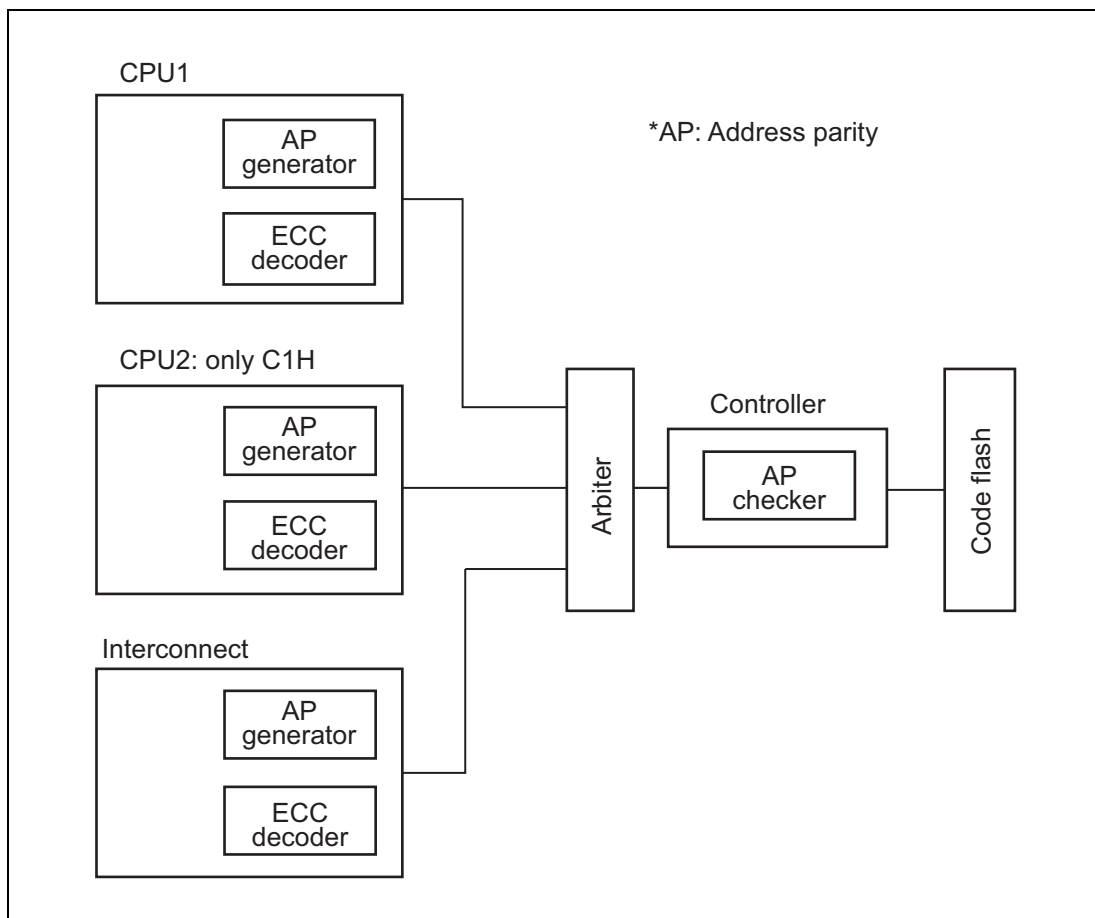 CPU1
AP
generator
ECC
decoder
*AP: Address parity
CPU2: only C1H
AP
generator
ECC
decoder
Arbiter
Controller
AP
checker
Code flash
Interconnect
AP
generator
ECC
decoder